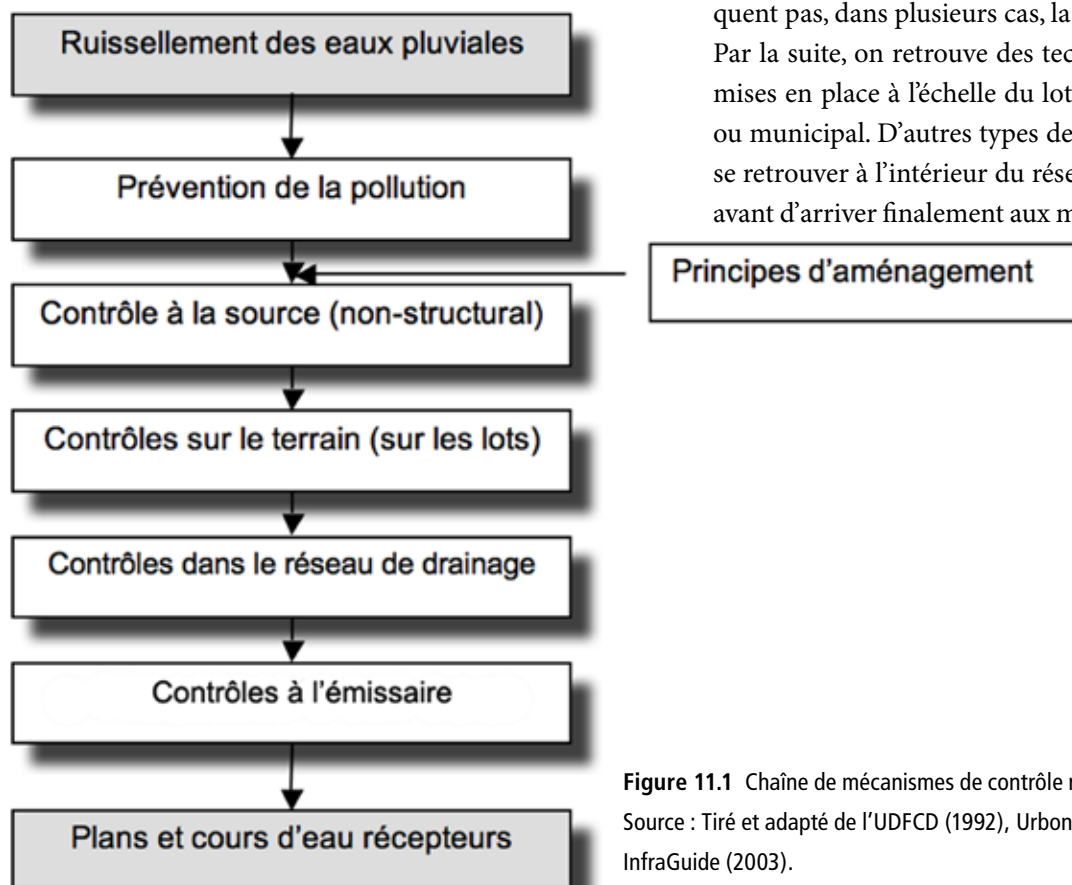 quent pas, dans plusieurs cas, la
Par la suite, on retrouve des tec
mises en place à l'échelle du lot
ou municipal. D'autres types de
se retrouver à l'intérieur du rése
avant d'arriver finalement aux m
Ruissellement des eaux pluviales
Prévention de la pollution
Principes d'aménagement
Contrôle à la source (non-structural)
Contrôles sur le terrain (sur les lots)
Contrôles dans le réseau de drainage
Contrôles à l'émissaire
Plans et cours d'eau récepteurs
Figure 11.1 Chaîne de mécanismes de contrôle
Source : Tiré et adapté de l'UDFCD (1992), Urbon
InfraGuide (2003).